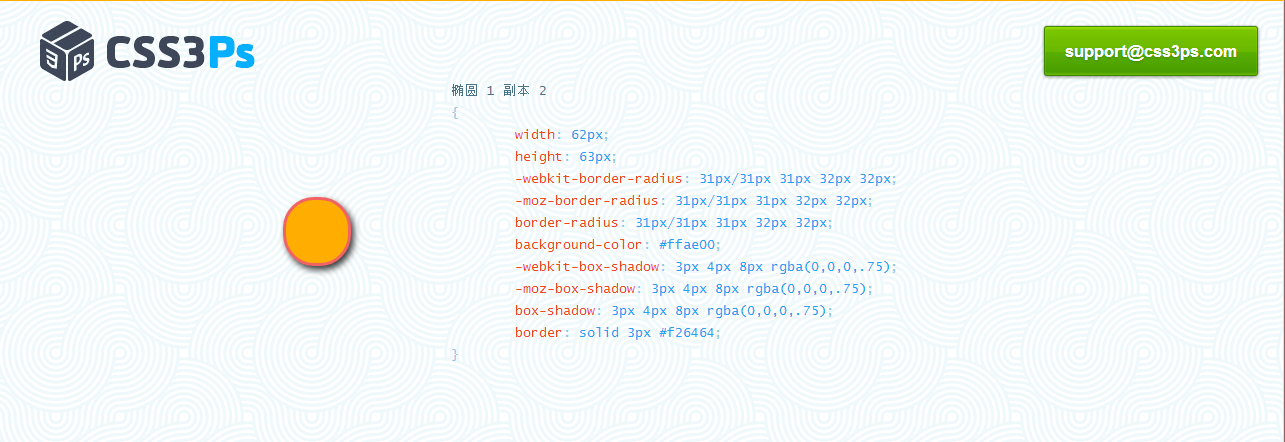 CSS3Ps
support@css3ps.com
椭圆 1 副本 2
{
width: 62px;
height: 63px;
-webkit-border-radius: 31px/31px 31px 32px 32px;
-moz-border-radius: 31px/31px 31px 32px 32px;
border-radius: 31px/31px 31px 32px 32px;
background-color: #ffae00;
-webkit-box-shadow: 3px 4px 8px rgba(0,0,0,.75);
-moz-box-shadow: 3px 4px 8px rgba(0,0,0,.75);
box-shadow: 3px 4px 8px rgba(0,0,0,.75);
border: solid 3px #f26464;
}